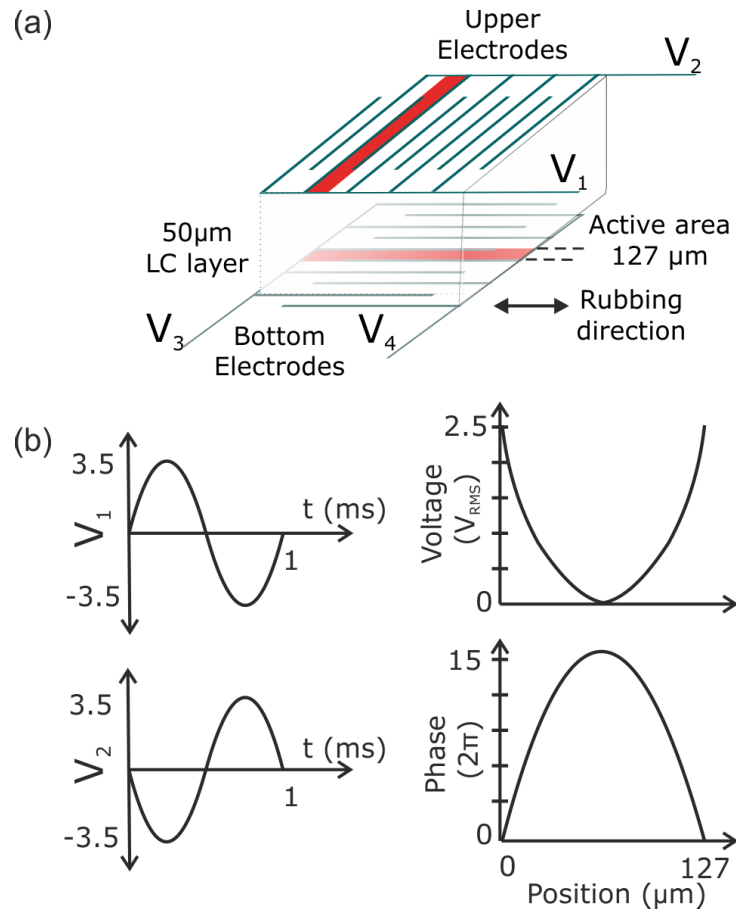 (a)
Upper
Electrodes
V2
V1
50μm
LC layer
Active area
127 μm
V3
Bottom
Electrodes
V4
Rubbing
direction
(b)
3.5
V1
-3.5
t (ms)
1
2.5
Voltage
(VRMS)
0
3.5
V2
-3.5
t (ms)
1
15
Phase
(2π)
0
0
127
Position (μm)